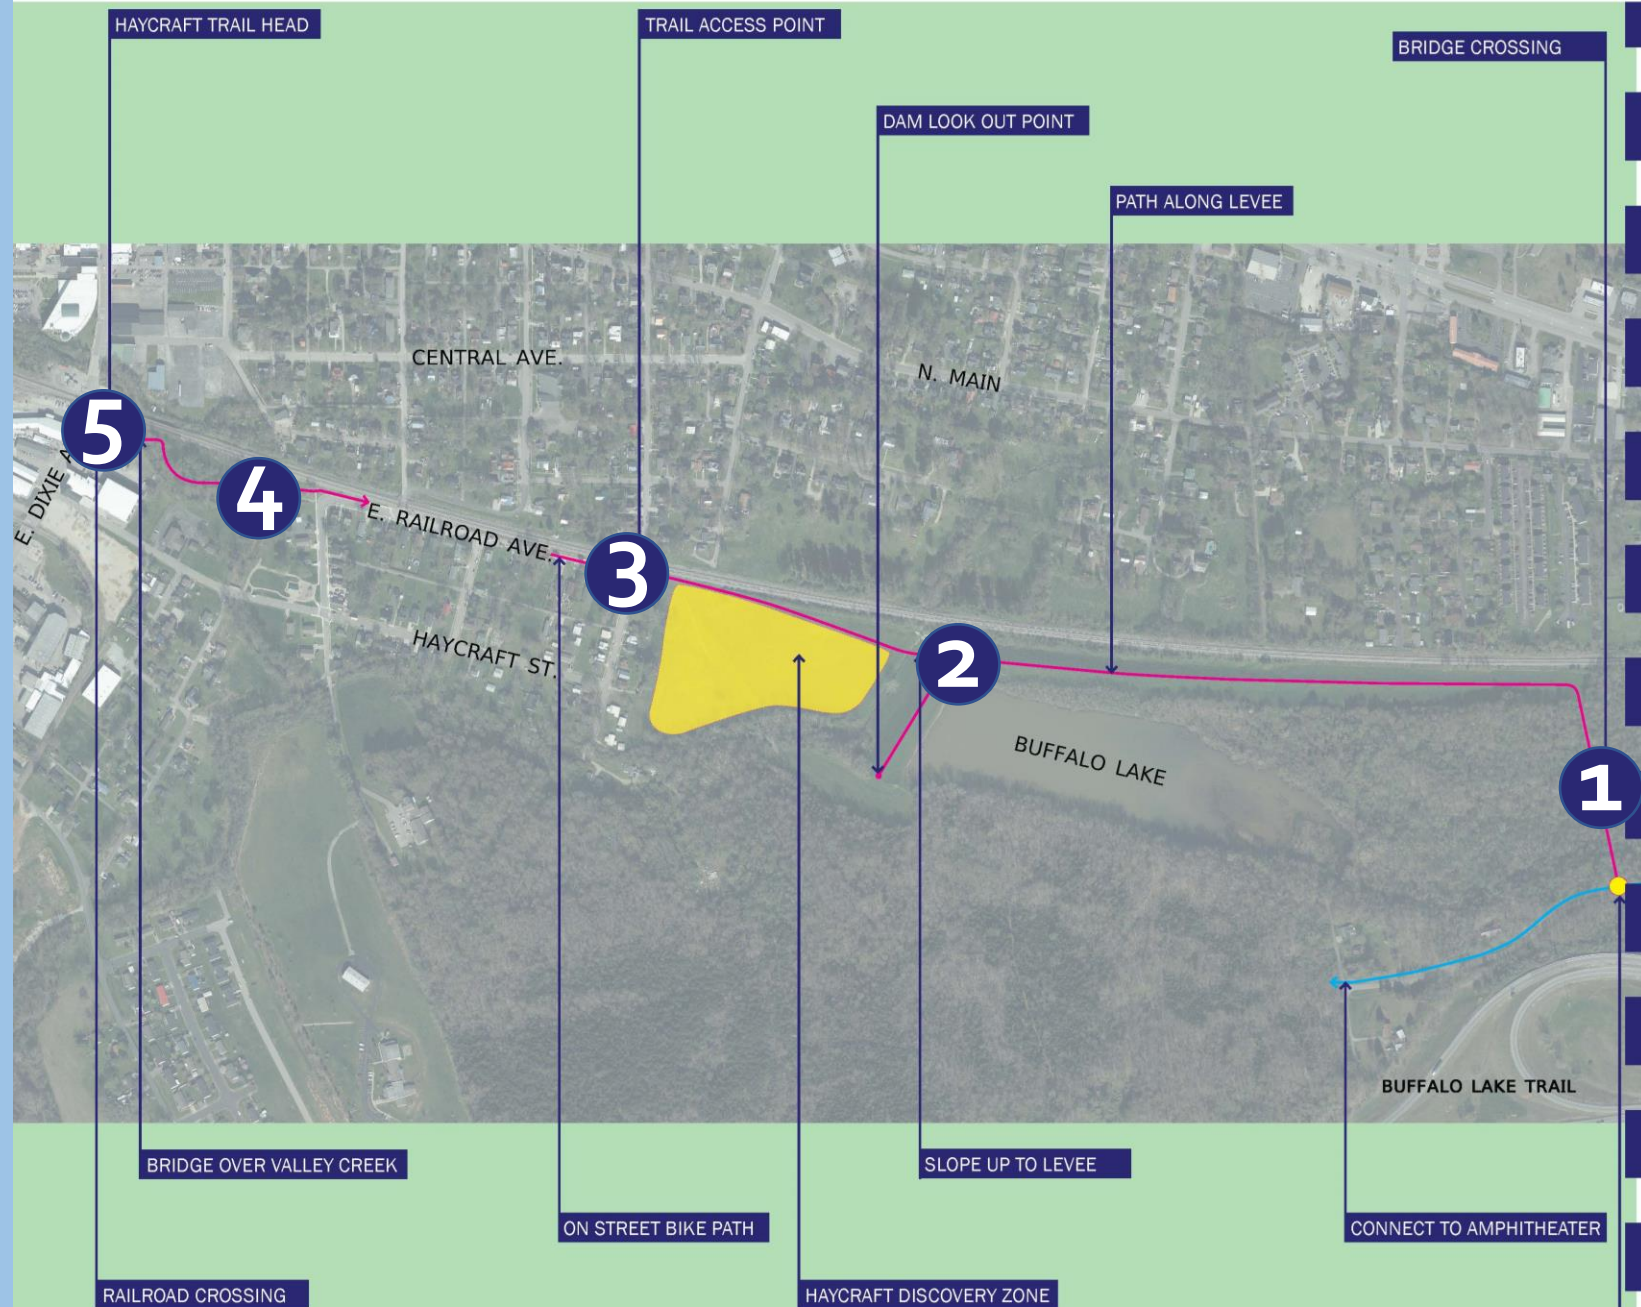 HAYCRAFT TRAIL HEAD
TRAIL ACCESS POINT
BRIDGE CROSSING
DAM LOOK OUT POINT
PATH ALONG LEVEE
CENTRAL AVE.
N. MAIN
5
E. DIXIE A
4
E. RAILROAD AVE.
3
HAYCRAFT ST.
2
BUFFALO LAKE
1
BUFFALO LAKE TRAIL
BRIDGE OVER VALLEY CREEK
SLOPE UP TO LEVEE
ON STREET BIKE PATH
CONNECT TO AMPHITHEATER
RAILROAD CROSSING
HAYCRAFT DISCOVERY ZONE